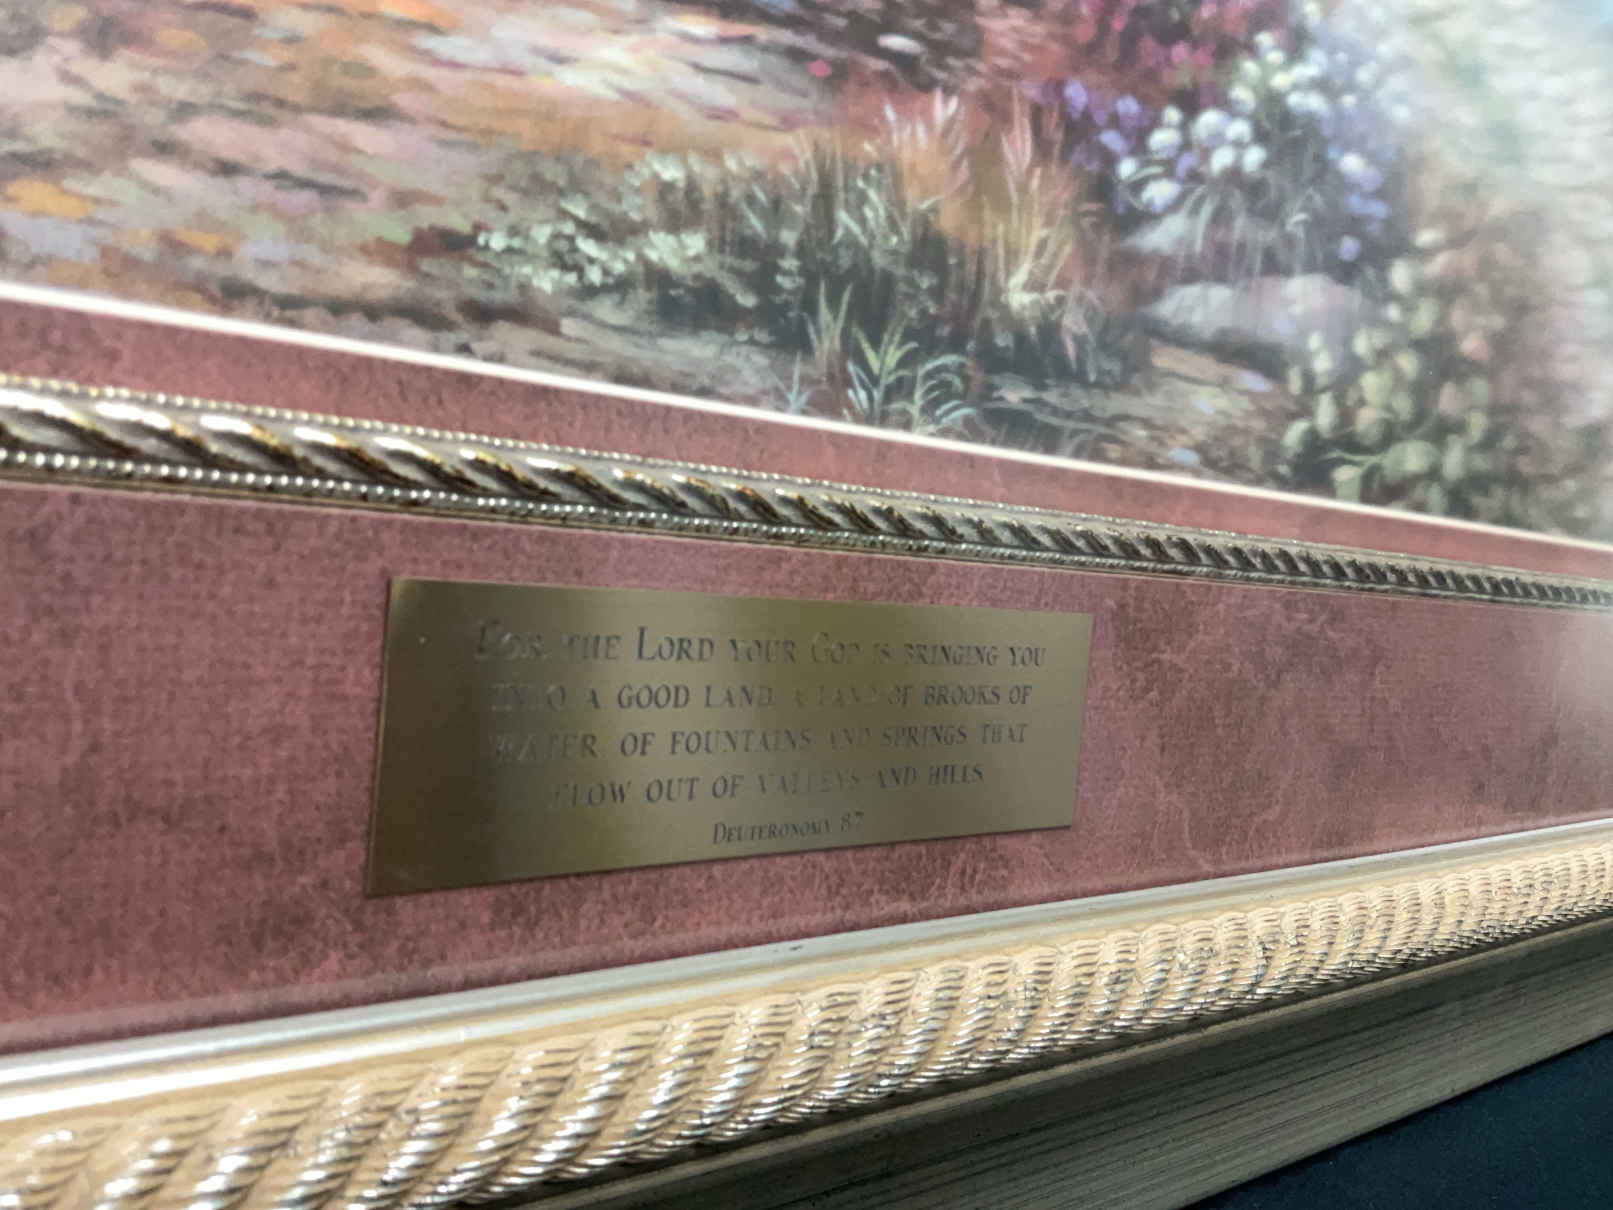 For the Lord your God is bringing you
into a good land, a land of brooks of
water, of fountains and springs that
flow out of valleys and hills
Deuteronomy 8:7